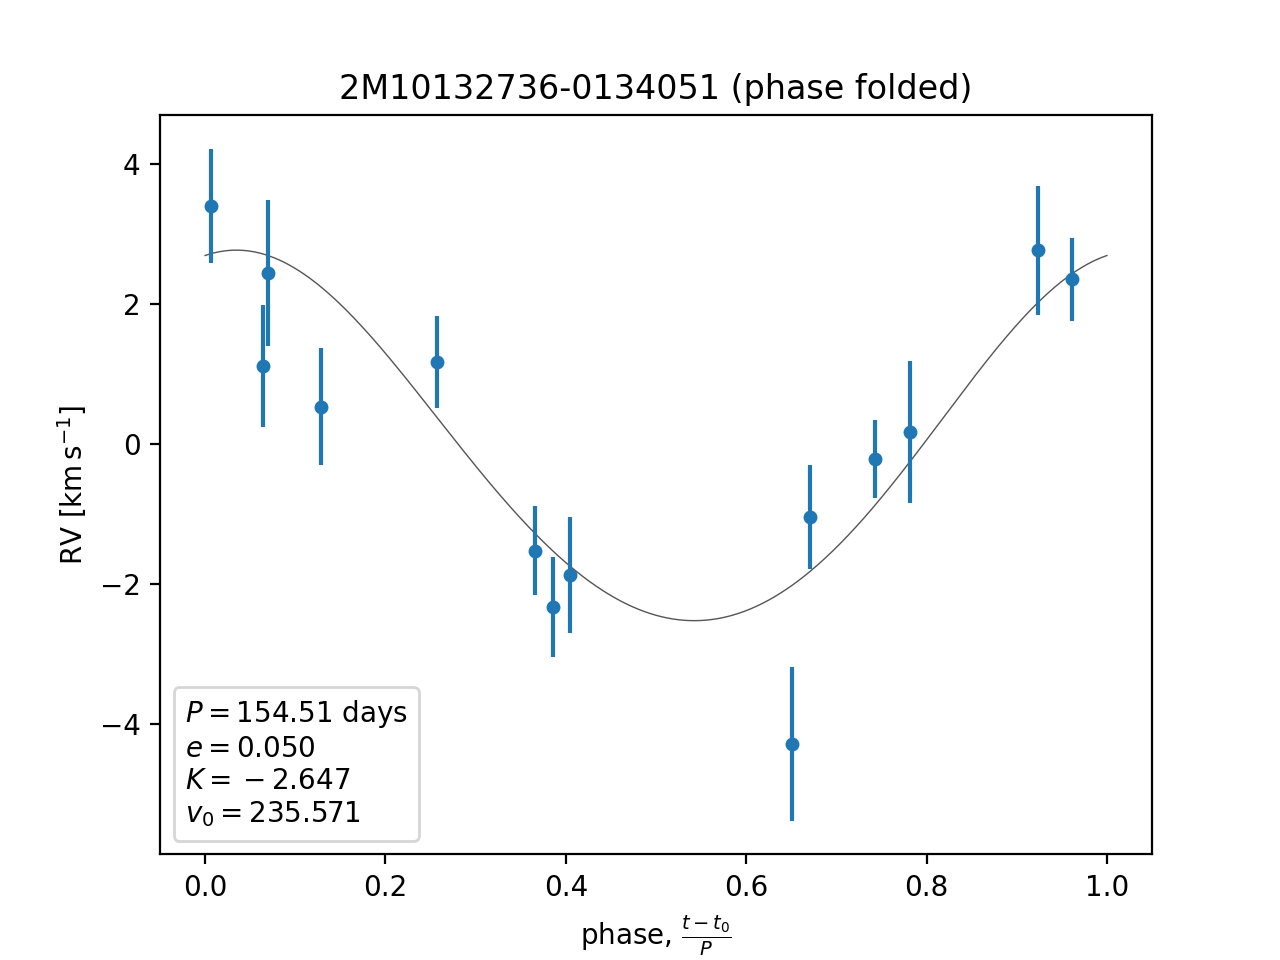 2M10132736-0134051 (phase folded)
RV [km s⁻¹]
4
2
0
−2
−4
P = 154.51 days
e = 0.050
K = −2.647
v₀ = 235.571
0.0 0.2 0.4 0.6 0.8 1.0
phase, (t − t₀)/P